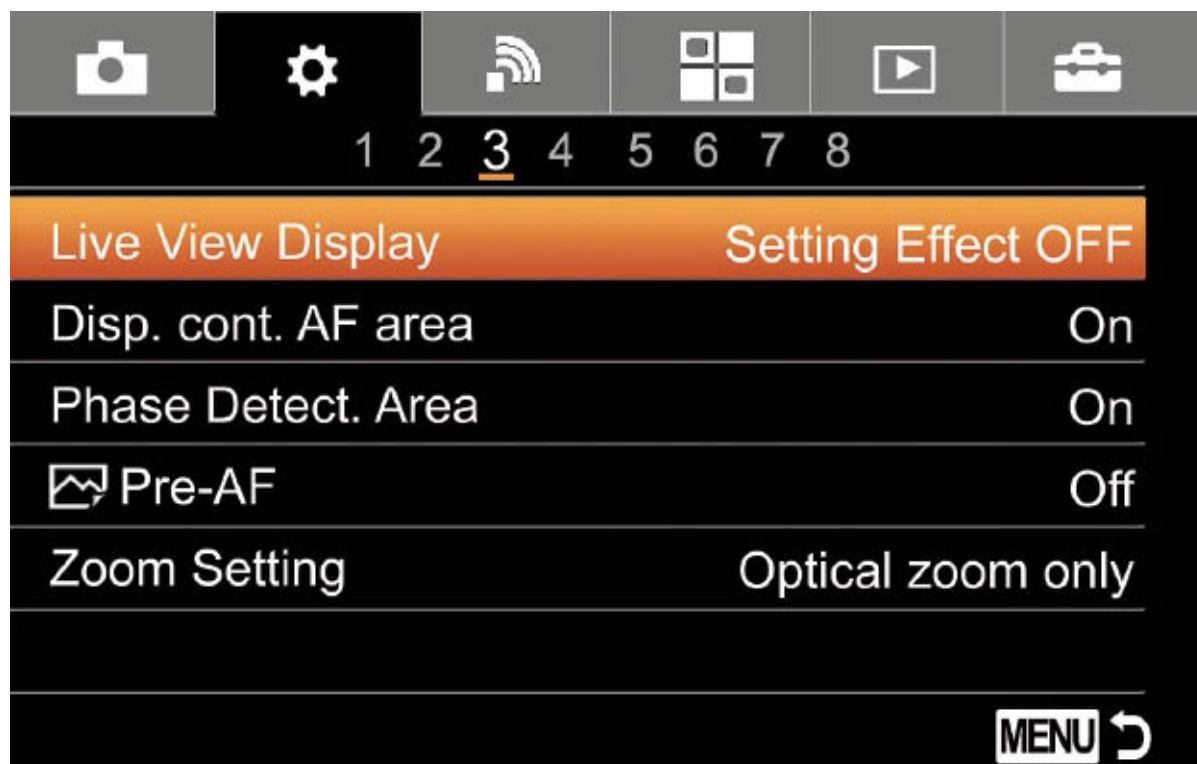 1 2 3 4 5 6 7 8
Live View Display Setting Effect OFF
Disp. cont. AF area On
Phase Detect. Area On
Pre-AF Off
Zoom Setting Optical zoom only
MENU